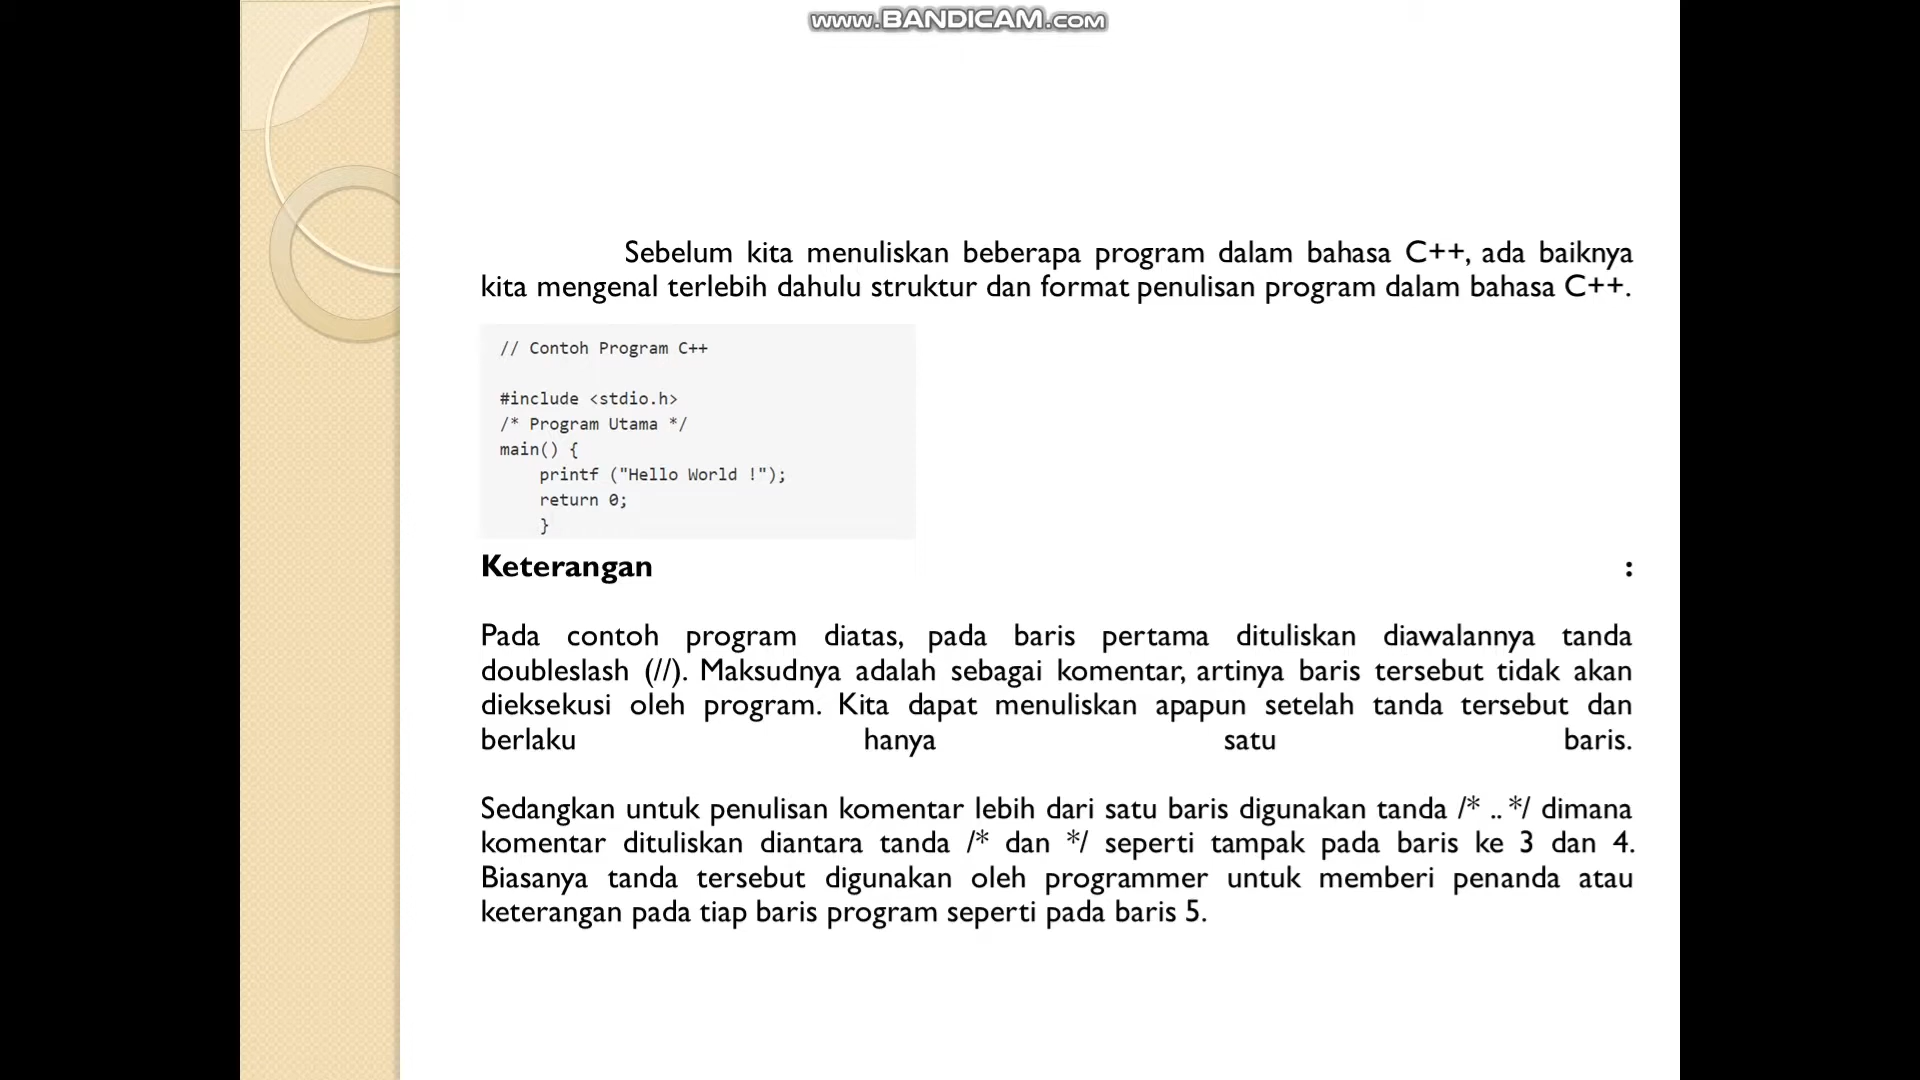 www.BANDICAM.com
Sebelum kita menuliskan beberapa program dalam bahasa C++, ada baiknya
kita mengenal terlebih dahulu struktur dan format penulisan program dalam bahasa C++.
// Contoh Program C++
#include <stdio.h>
/* Program Utama */
main() {
    printf ("Hello World !");
    return 0;
    }
Keterangan :
Pada contoh program diatas, pada baris pertama dituliskan diawalannya tanda
doubleslash (//). Maksudnya adalah sebagai komentar, artinya baris tersebut tidak akan
dieksekusi oleh program. Kita dapat menuliskan apapun setelah tanda tersebut dan
berlaku hanya satu baris.
Sedangkan untuk penulisan komentar lebih dari satu baris digunakan tanda /* .. */ dimana
komentar dituliskan diantara tanda /* dan */ seperti tampak pada baris ke 3 dan 4.
Biasanya tanda tersebut digunakan oleh programmer untuk memberi penanda atau
keterangan pada tiap baris program seperti pada baris 5.